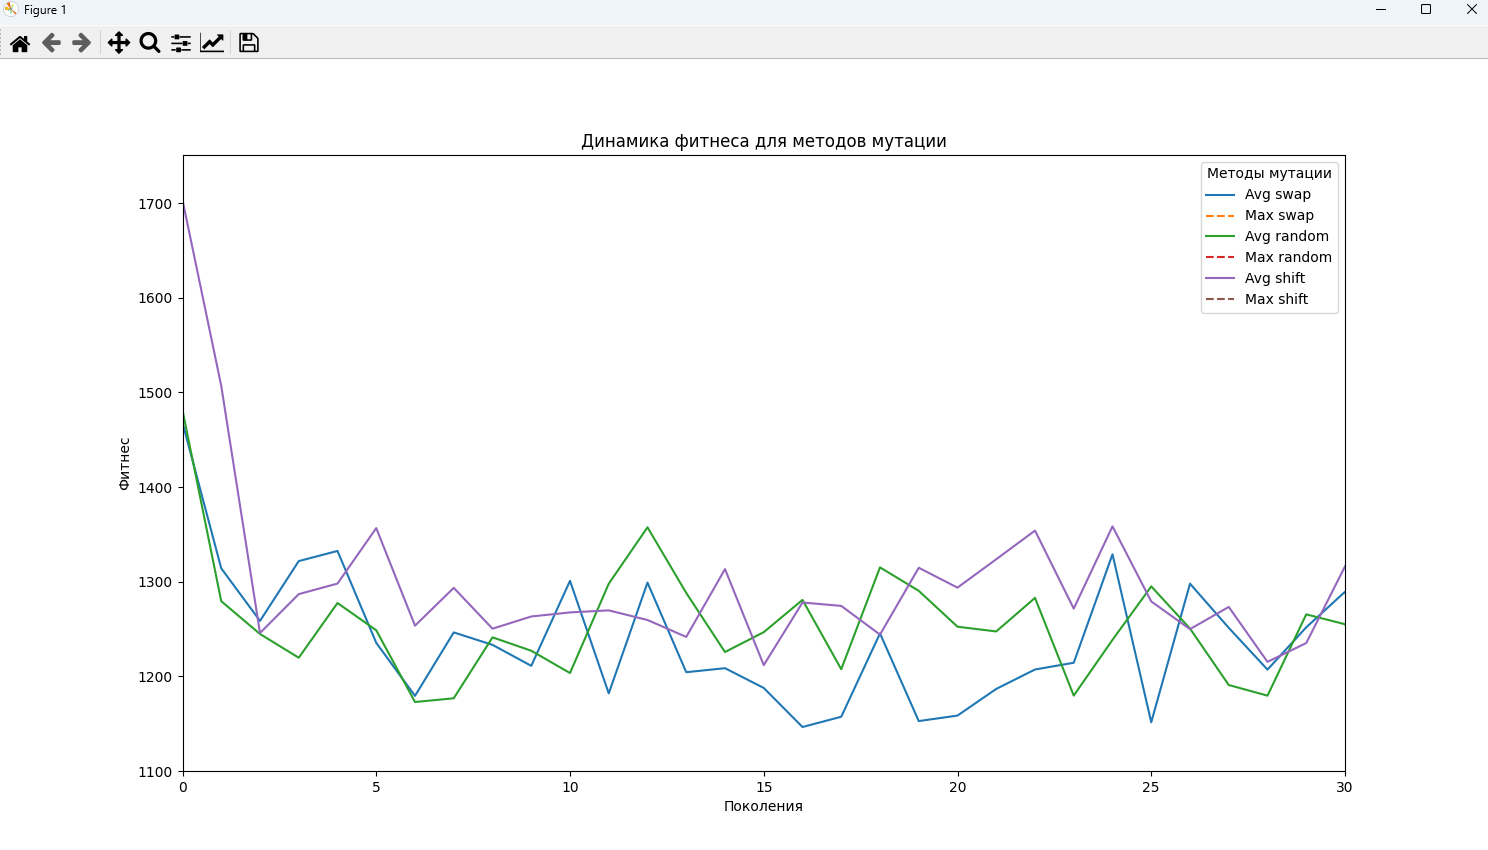 Figure 1
Динамика фитнеса для методов мутации
Методы мутации
Avg swap
Max swap
Avg random
Max random
Avg shift
Max shift
Фитнес
1700
1600
1500
1400
1300
1200
1100
0 5 10 15 20 25 30
Поколения